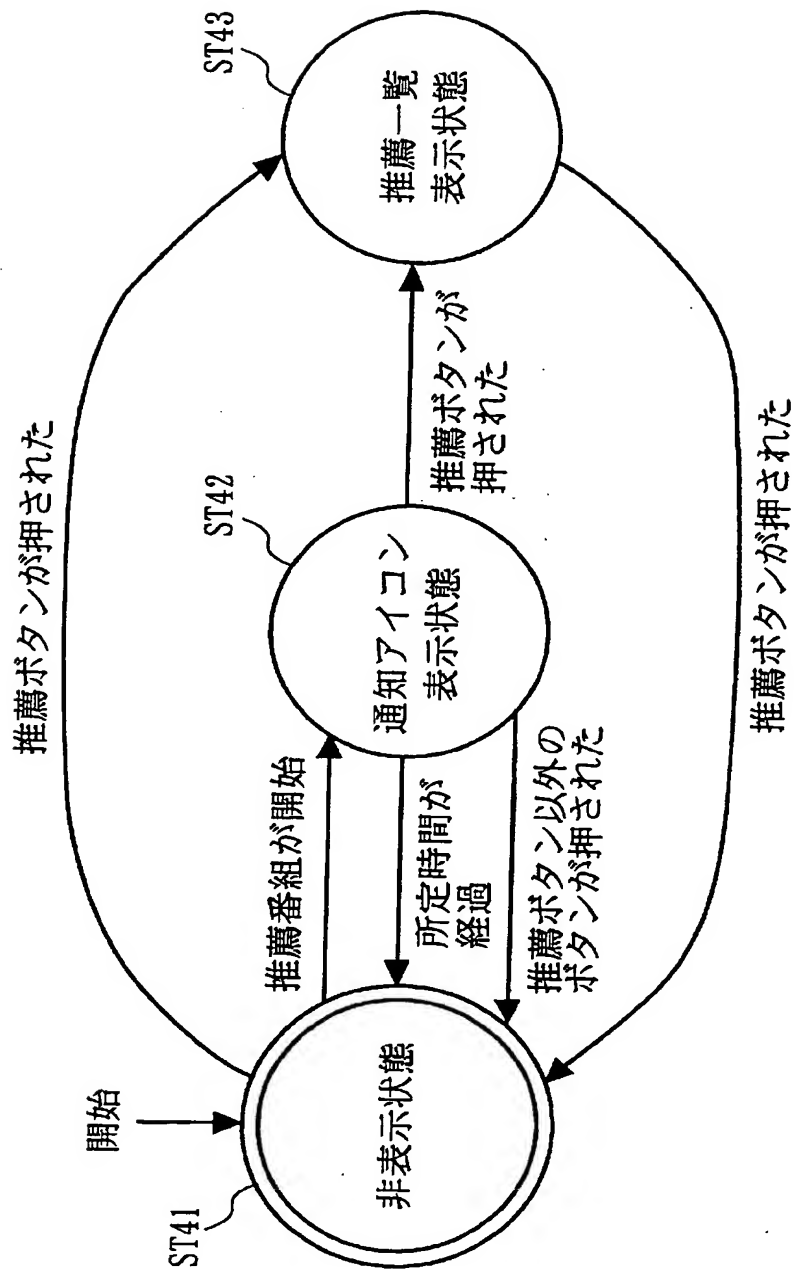 推薦ボタンが押された
開始
ST41
非表示状態
推薦番組が開始
所定時間が
経過
推薦ボタン以外の
ボタンが押された
ST42
通知アイコン
表示状態
推薦ボタンが
押された
ST43
推薦一覧
表示状態
推薦ボタンが押された